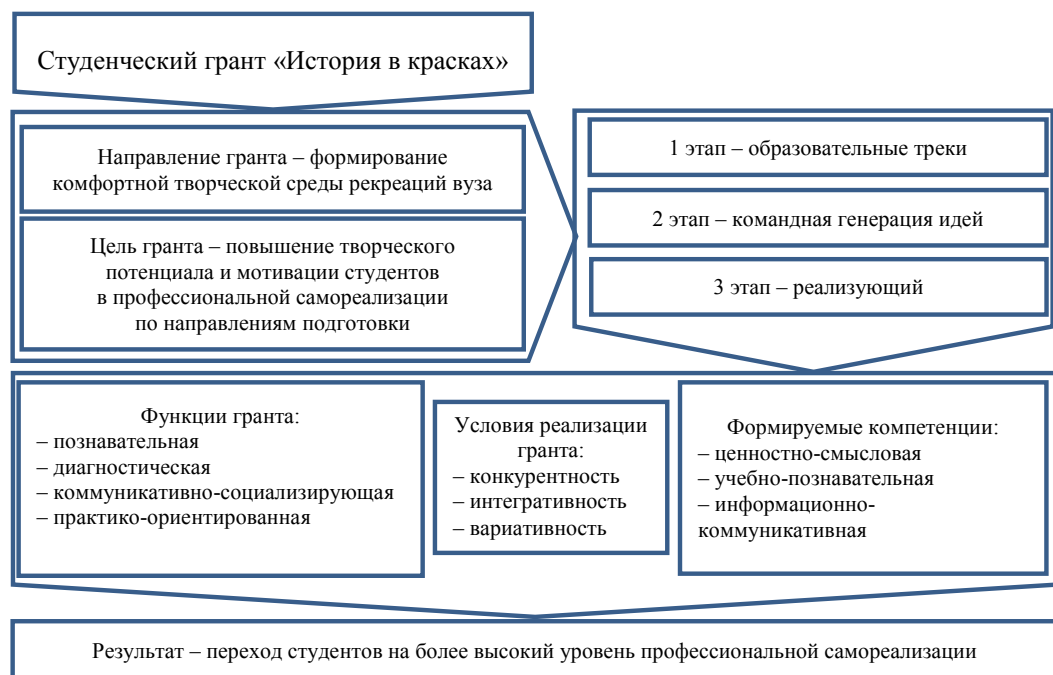 Студенческий грант «История в красках»
Направление гранта – формирование
комфортной творческой среды рекреаций вуза
Цель гранта – повышение творческого
потенциала и мотивации студентов
в профессиональной самореализации
по направлениям подготовки
1 этап – образовательные треки
2 этап – командная генерация идей
3 этап – реализующий
Функции гранта:
– познавательная
– диагностическая
– коммуникативно-социализирующая
– практико-ориентированная
Условия реализации
гранта:
– конкурентность
– интегративность
– вариативность
Формируемые компетенции:
– ценностно-смысловая
– учебно-познавательная
– информационно-
коммуникативная
Результат – переход студентов на более высокий уровень профессиональной самореализации